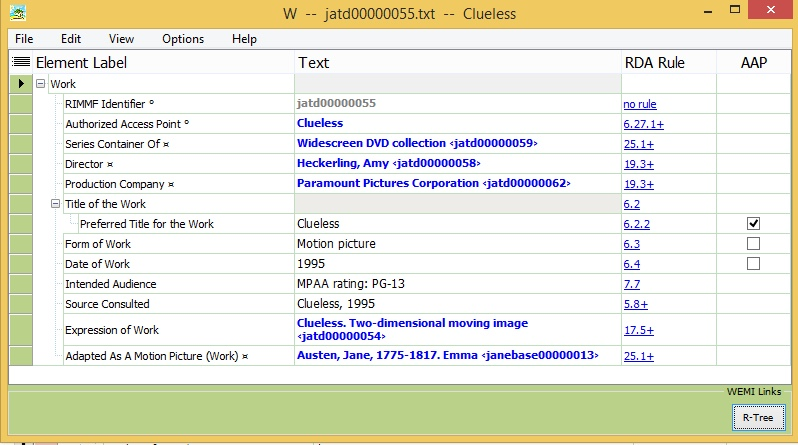 W -- jatd00000055.txt -- Clueless
File Edit View Options Help
Element Label Text RDA Rule AAP
Work
RIMMF Identifier º jatd00000055 no rule
Authorized Access Point º Clueless 6.27.1+
Series Container Of ¤ Widescreen DVD collection <jatd00000059> 25.1+
Director ¤ Heckerling, Amy <jatd00000058> 19.3+
Production Company ¤ Paramount Pictures Corporation <jatd00000062> 19.3+
Title of the Work 6.2
Preferred Title for the Work Clueless 6.2.2
Form of Work Motion picture 6.3
Date of Work 1995 6.4
Intended Audience MPAA rating: PG-13 7.7
Source Consulted Clueless, 1995 5.8+
Expression of Work Clueless. Two-dimensional moving image 17.5+
<jatd00000054>
Adapted As A Motion Picture (Work) ¤ Austen, Jane, 1775-1817. Emma <janebase00000013> 25.1+
WEMI Links
R-Tree